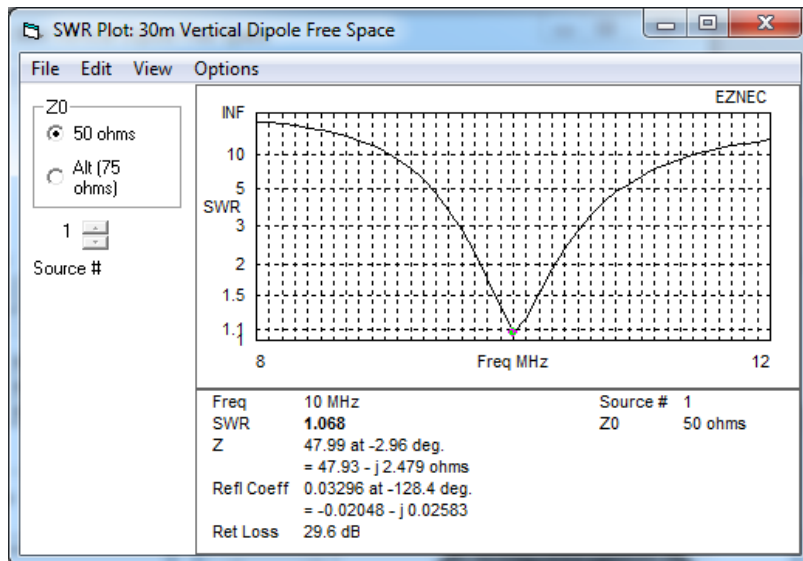 SWR Plot: 30m Vertical Dipole Free Space
File Edit View Options
Z0
50 ohms
Alt (75
ohms)
1
Source #
EZNEC
INF
10
5
SWR
3
2
1.5
1.1
1
8 Freq MHz 12
Freq 10 MHz Source # 1
SWR 1.068 Z0 50 ohms
Z 47.99 at -2.96 deg.
= 47.93 - j 2.479 ohms
Refl Coeff 0.03296 at -128.4 deg.
= -0.02048 - j 0.02583
Ret Loss 29.6 dB